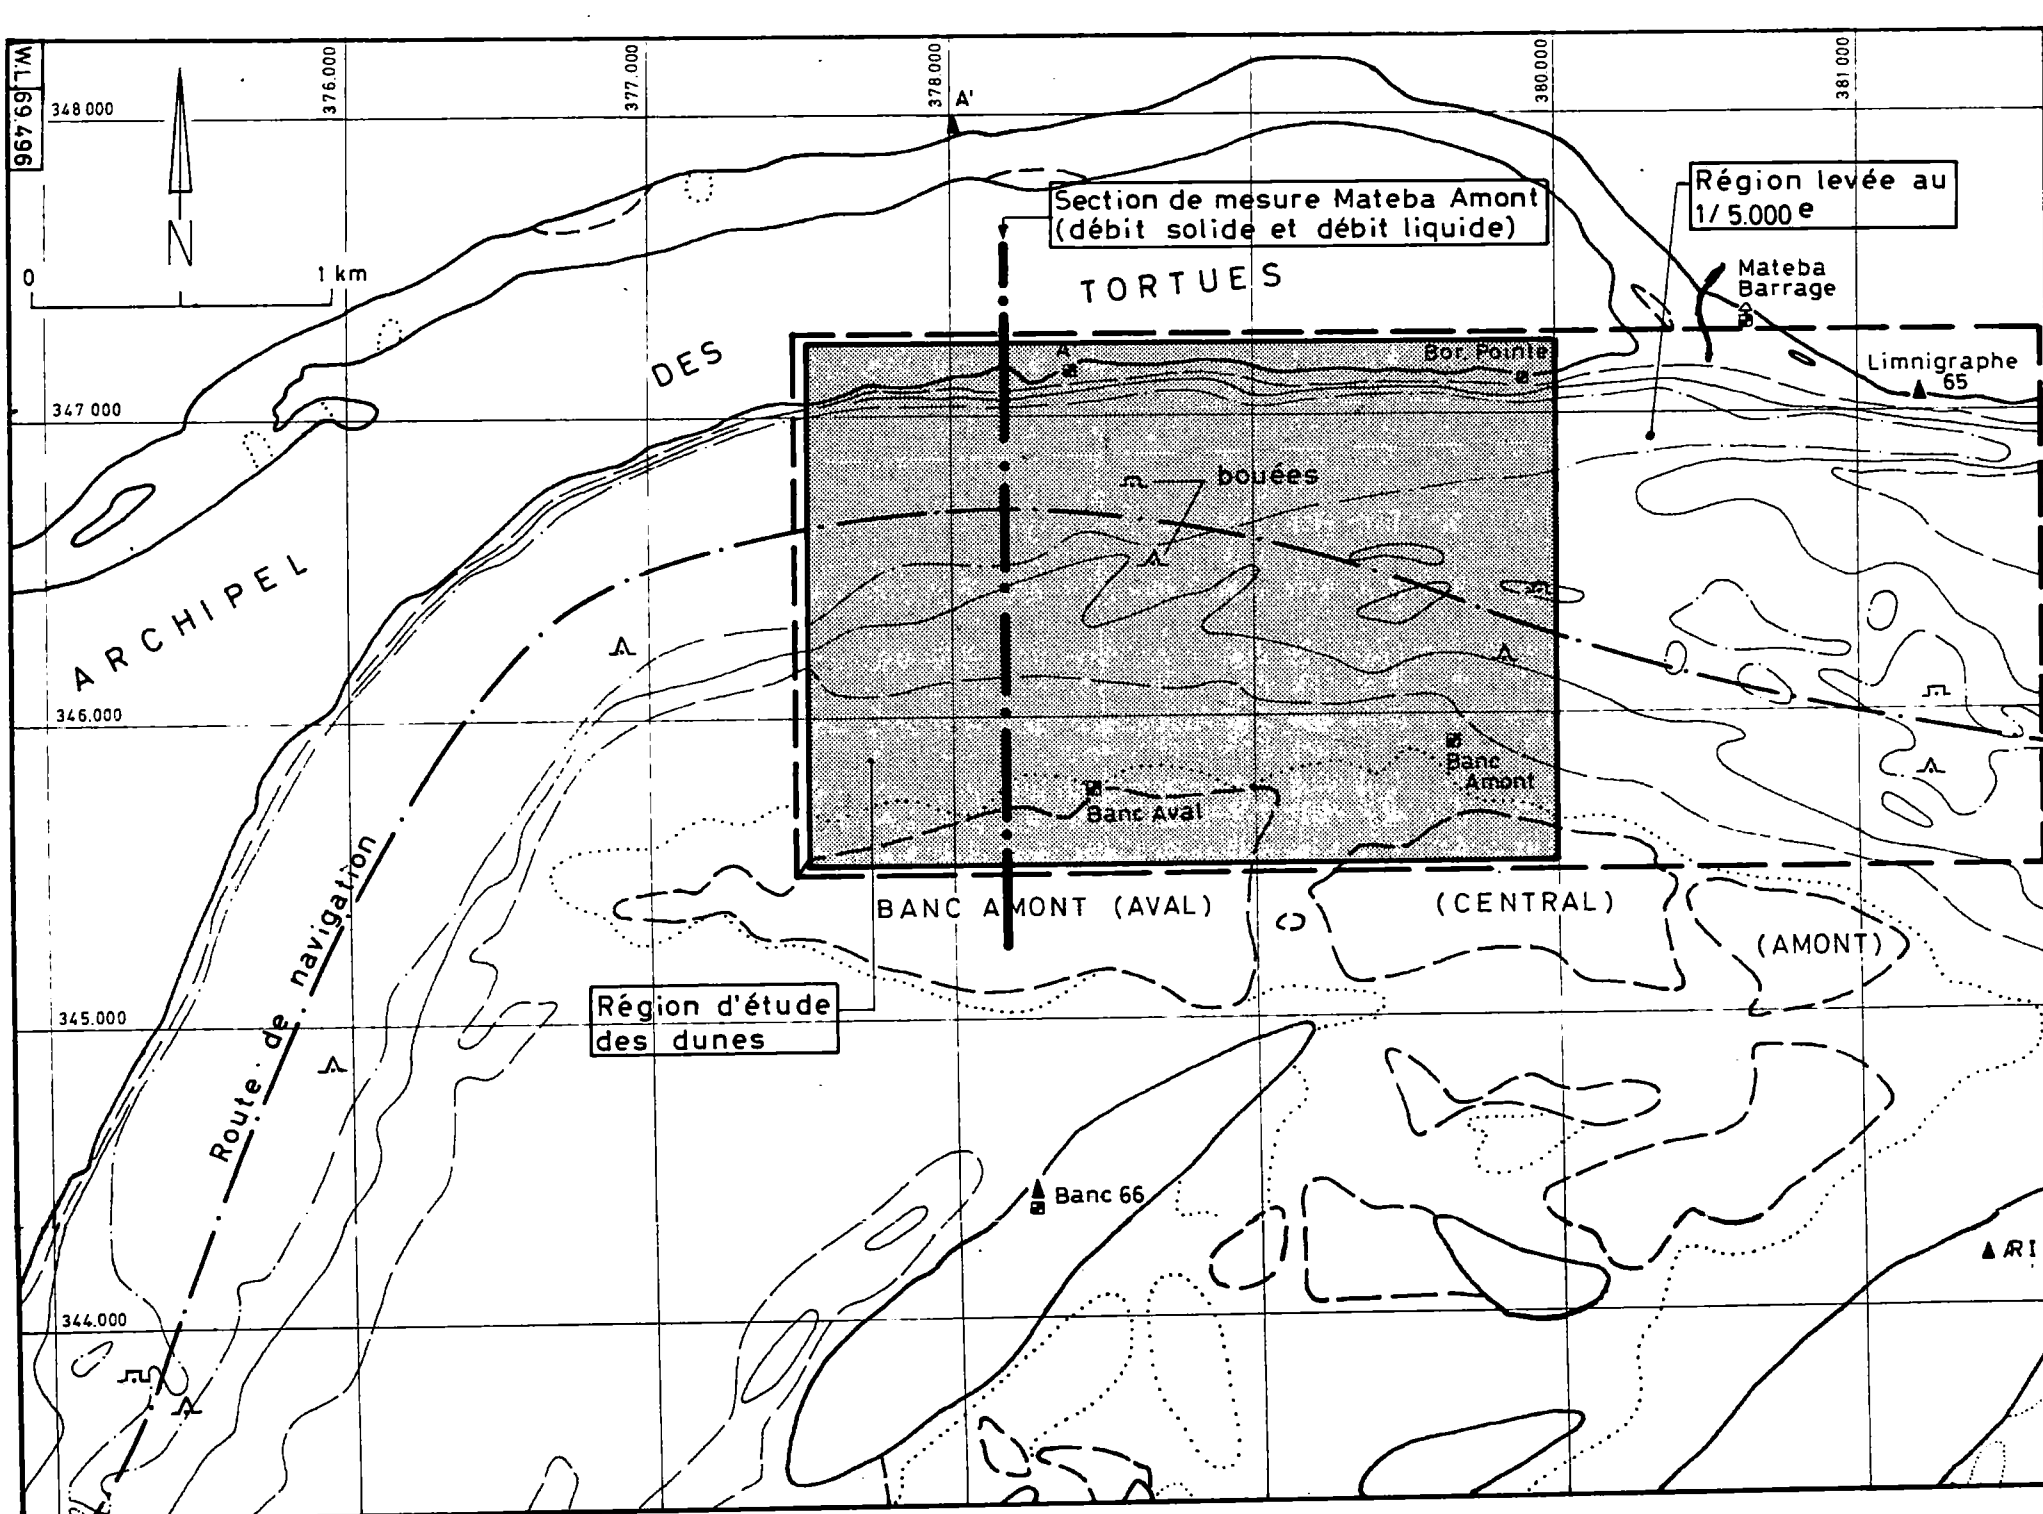 W.L.69.496
376.000
377.000
378.000
380.000
381 000
348 000
A'
Section de mesure Mateba Amont
(débit solide et débit liquide)
Région levée au
1/5.000 e
N
0
1 km
TORTUES
Mateba
Barrage
DES
A
Bor. Pointe
Limnigraphe
65
347 000
bouées
ARCHIPEL
346.000
Banc
Amont
Banc Aval
Route de navigation
BANC AMONT (AVAL)
(CENTRAL)
(AMONT)
Région d'étude
des dunes
345.000
Banc 66
344.000